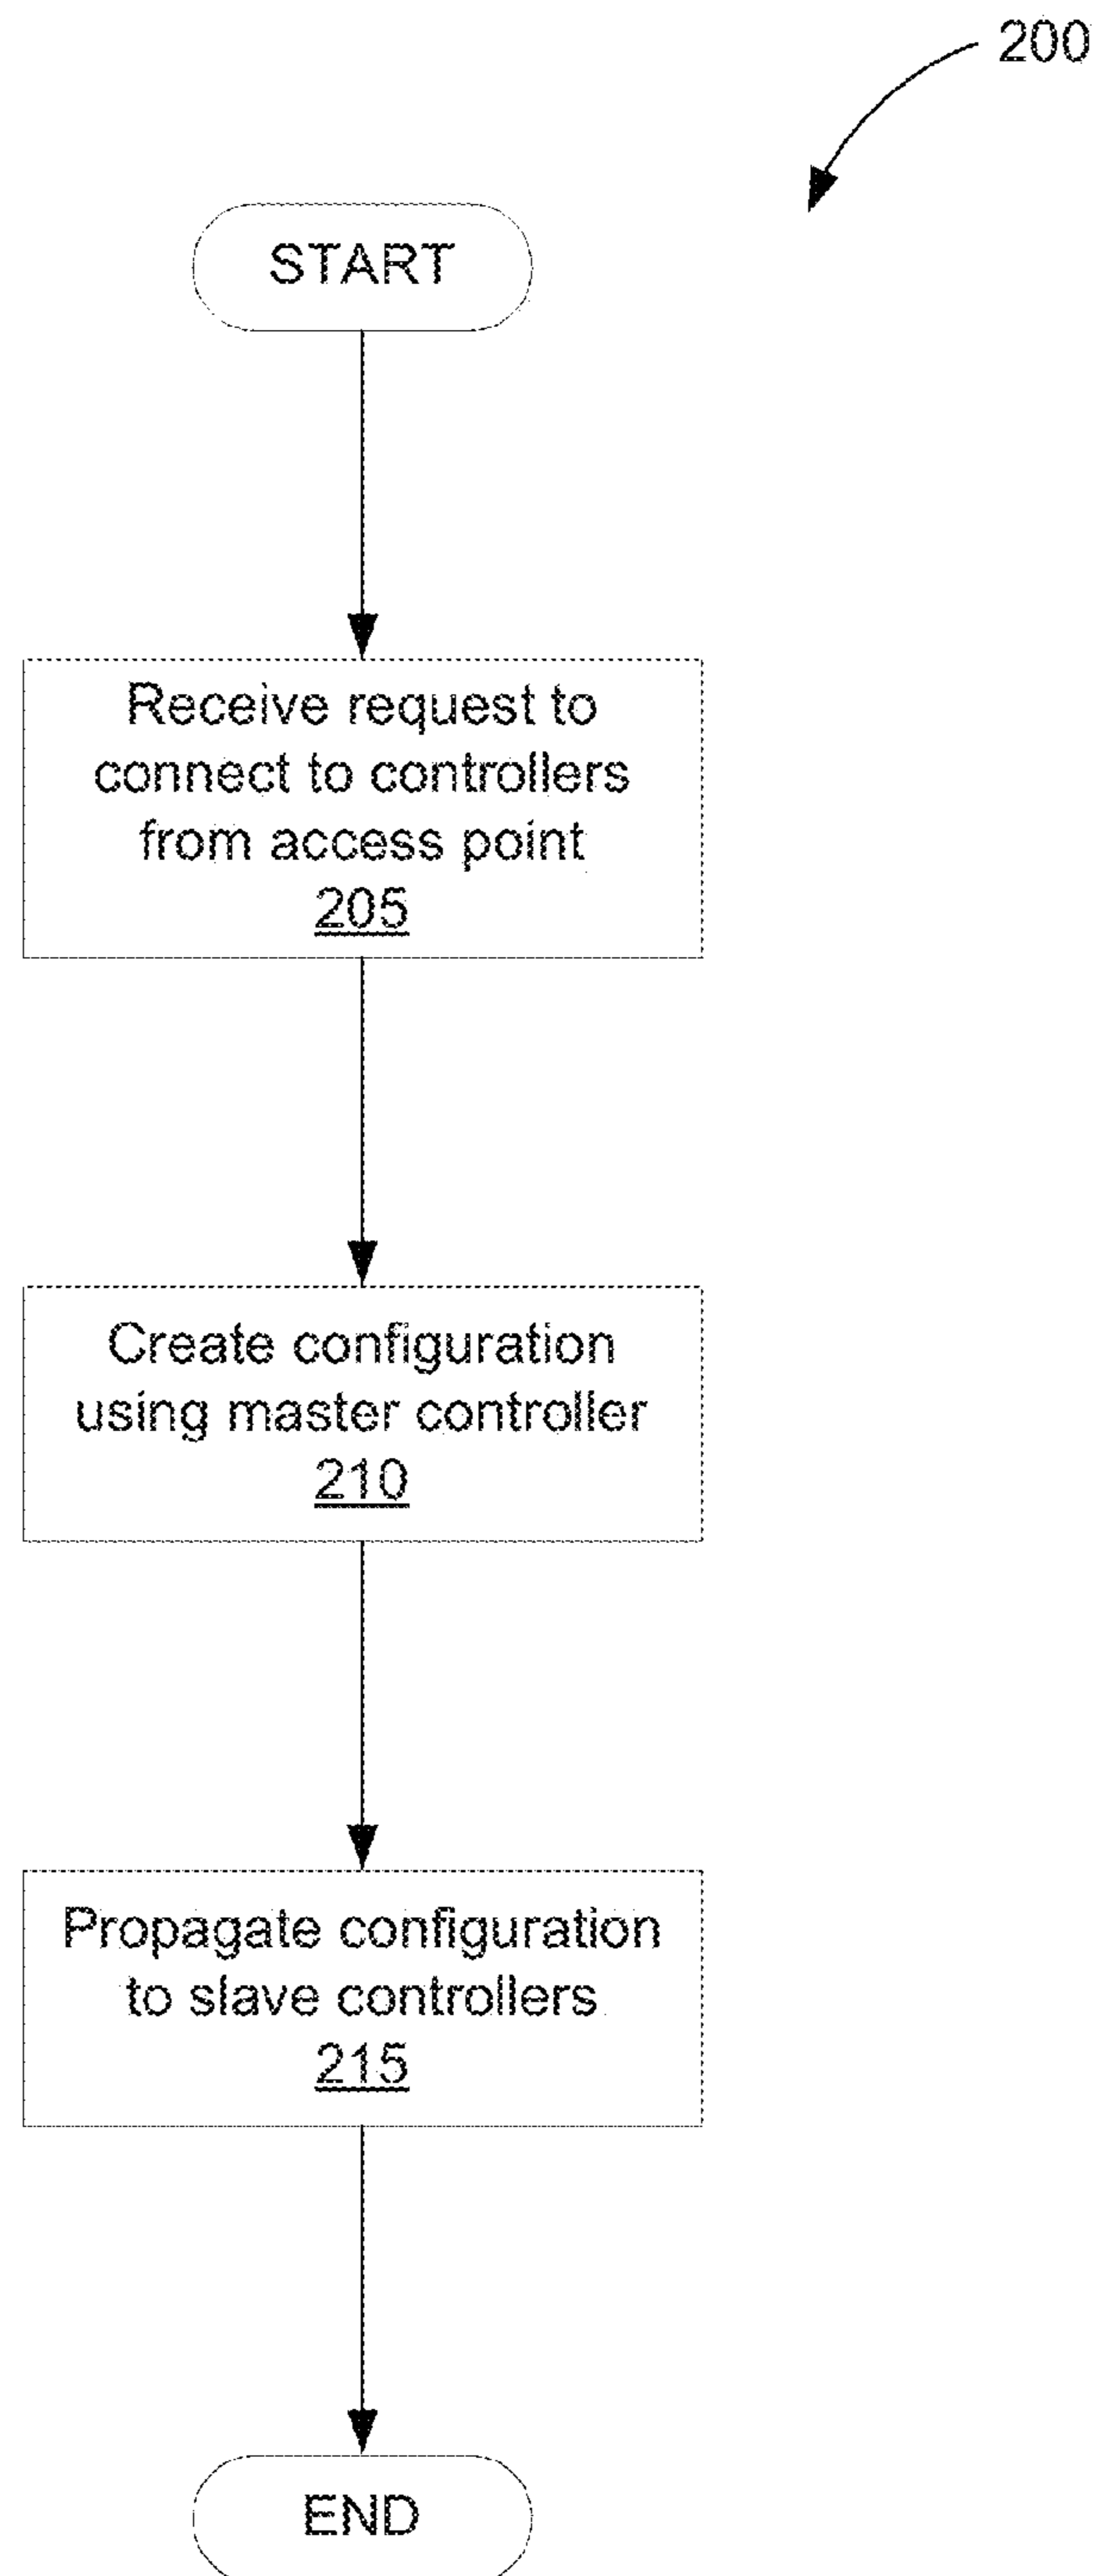 200
START
Receive request to
connect to controllers
from access point
205
Create configuration
using master controller
210
Propagate configuration
to slave controllers
215
END